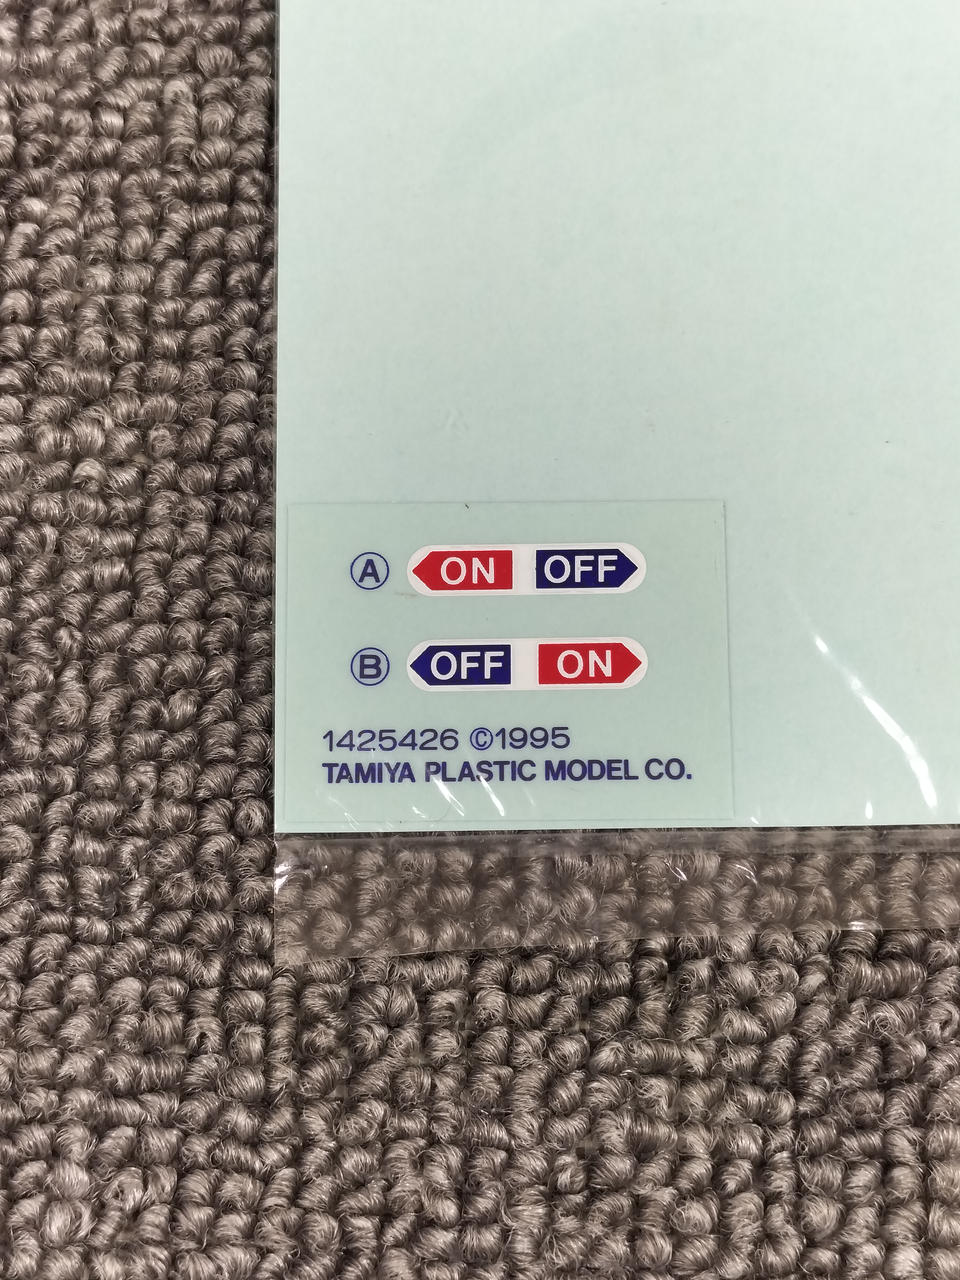 Ⓐ ON OFF
Ⓑ OFF ON
1425426 ©1995
TAMIYA PLASTIC MODEL CO.